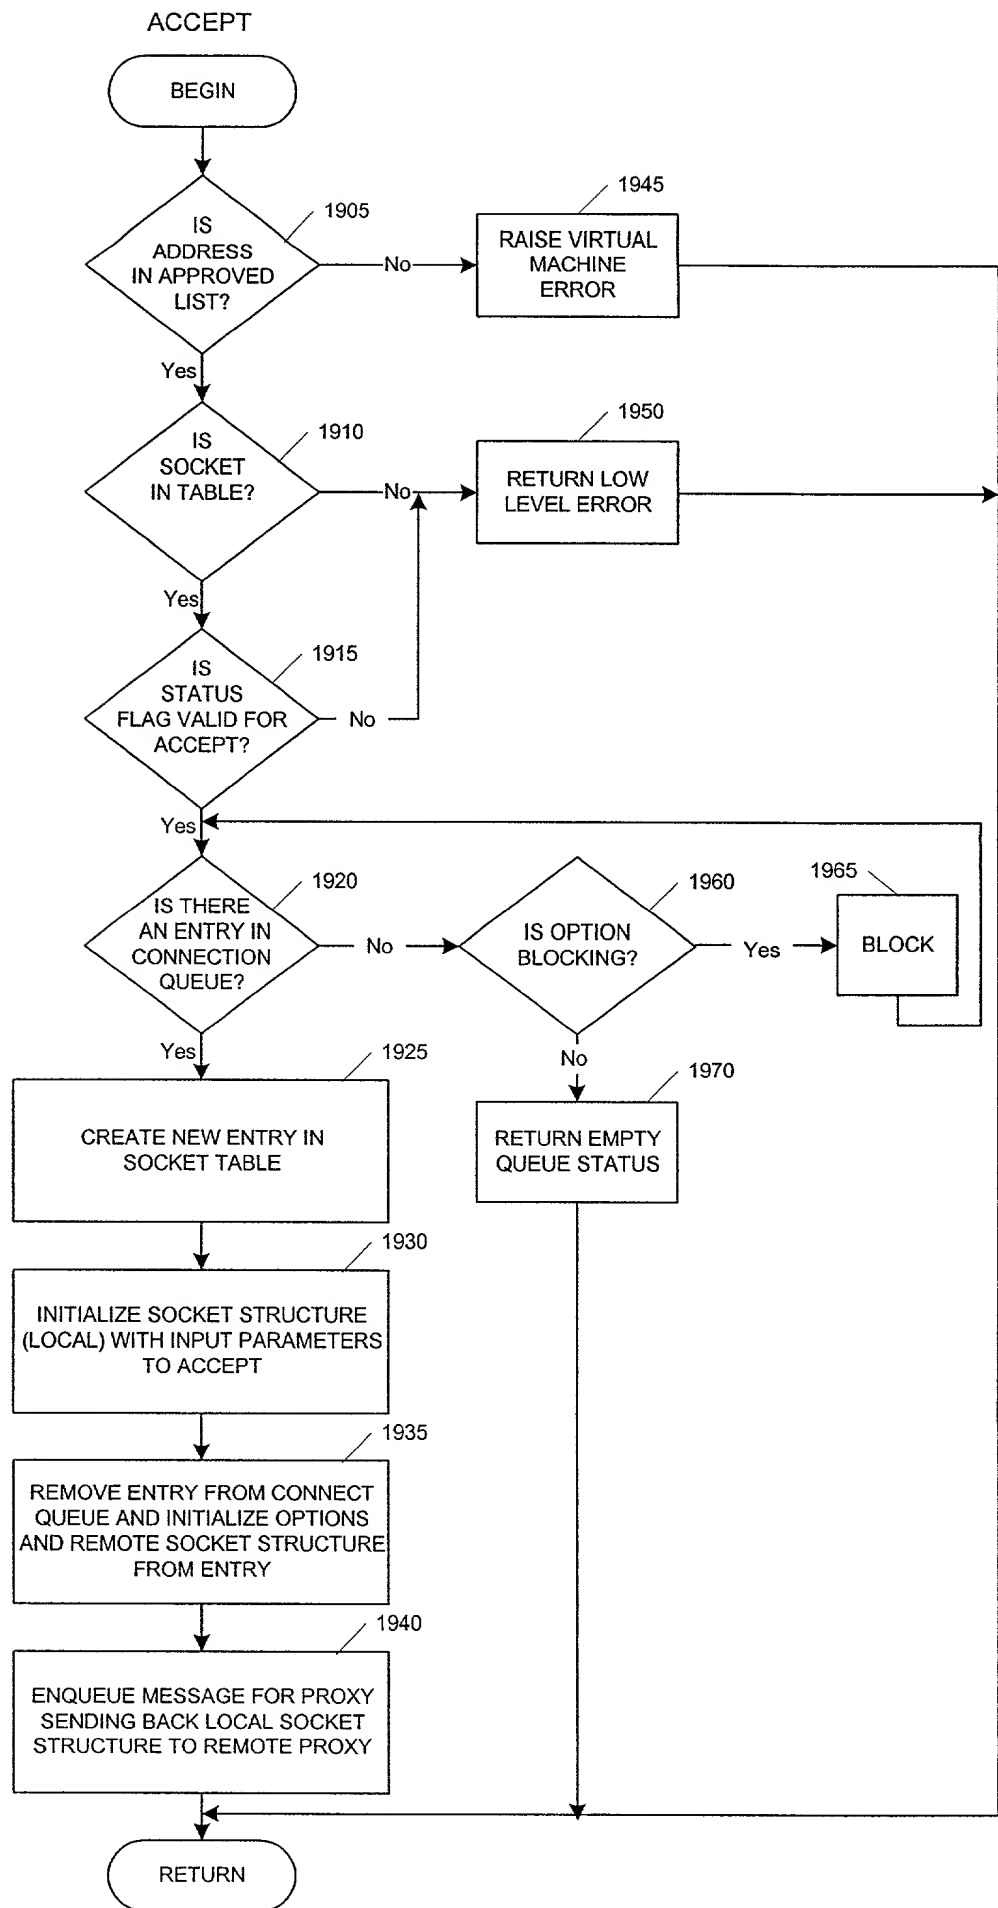 ACCEPT
BEGIN
1905
IS
ADDRESS
IN APPROVED
LIST?
No
1945
RAISE VIRTUAL
MACHINE
ERROR
Yes
1910
IS
SOCKET
IN TABLE?
No
1950
RETURN LOW
LEVEL ERROR
Yes
1915
IS
STATUS
FLAG VALID FOR
ACCEPT?
No
Yes
1920
IS THERE
AN ENTRY IN
CONNECTION
QUEUE?
No
1960
IS OPTION
BLOCKING?
Yes
1965
BLOCK
Yes
1925
CREATE NEW ENTRY IN
SOCKET TABLE
No
1970
RETURN EMPTY
QUEUE STATUS
1930
INITIALIZE SOCKET STRUCTURE
(LOCAL) WITH INPUT PARAMETERS
TO ACCEPT
1935
REMOVE ENTRY FROM CONNECT
QUEUE AND INITIALIZE OPTIONS
AND REMOTE SOCKET STRUCTURE
FROM ENTRY
1940
ENQUEUE MESSAGE FOR PROXY
SENDING BACK LOCAL SOCKET
STRUCTURE TO REMOTE PROXY
RETURN